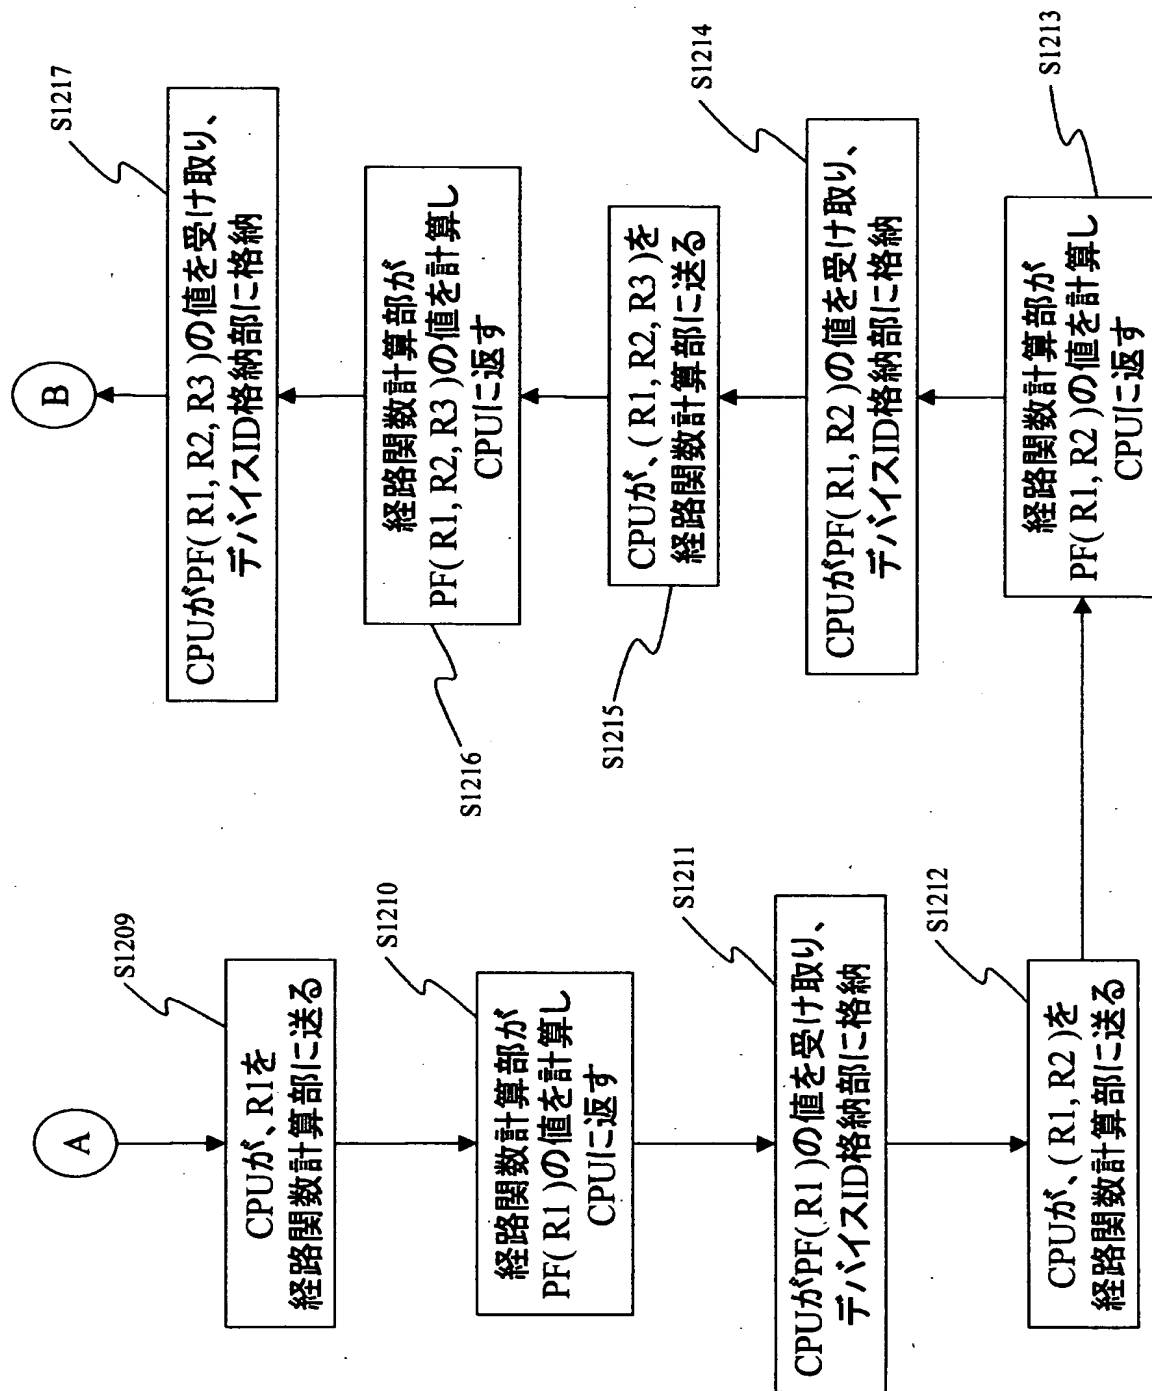 A
S1209
CPUが、R1を
経路関数計算部に送る
S1210
経路関数計算部が
PF( R1 )の値を計算し
CPUに返す
S1211
CPUがPF( R1 )の値を受け取り、
デバイスID格納部に格納
S1212
CPUが、( R1, R2 )を
経路関数計算部に送る
S1213
経路関数計算部が
PF( R1, R2 )の値を計算し
CPUに返す
S1214
CPUがPF( R1, R2 )の値を受け取り、
デバイスID格納部に格納
S1215
CPUが、( R1, R2, R3 )を
経路関数計算部に送る
S1216
経路関数計算部が
PF( R1, R2, R3 )の値を計算し
CPUに返す
S1217
CPUがPF( R1, R2, R3 )の値を受け取り、
デバイスID格納部に格納
B